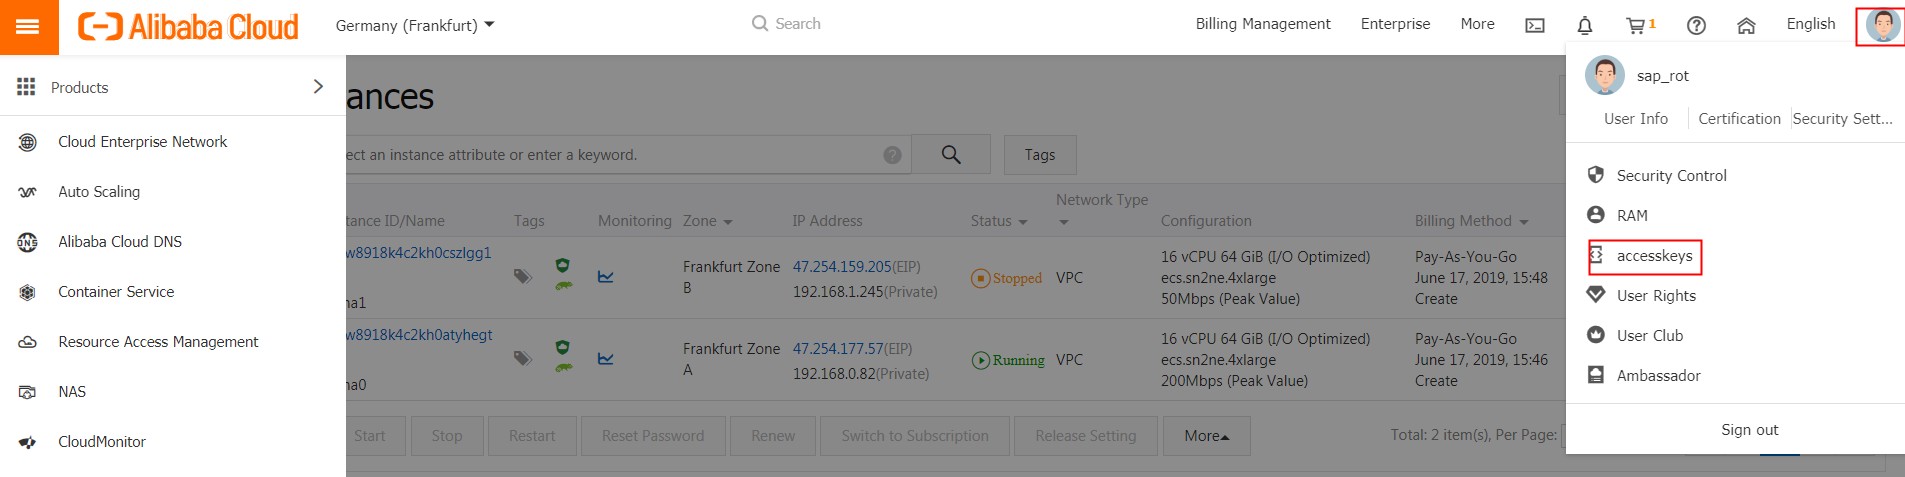 Alibaba Cloud
Germany (Frankfurt)
Search
Billing Management
Enterprise
More
1
English
Products
Cloud Enterprise Network
Auto Scaling
Alibaba Cloud DNS
Container Service
Resource Access Management
NAS
CloudMonitor
ances
ect an instance attribute or enter a keyword.
Tags
tance ID/Name Tags Monitoring Zone IP Address Status Network Type Configuration Billing Method
w8918k4c2kh0cszlgg1
ma1
Frankfurt Zone
B
47.254.159.205(EIP)
192.168.1.245(Private)
Stopped
VPC
16 vCPU 64 GiB (I/O Optimized)
ecs.sn2ne.4xlarge
50Mbps (Peak Value)
Pay-As-You-Go
June 17, 2019, 15:48
Create
w8918k4c2kh0atyhegt
ma0
Frankfurt Zone
A
47.254.177.57(EIP)
192.168.0.82(Private)
Running
VPC
16 vCPU 64 GiB (I/O Optimized)
ecs.sn2ne.4xlarge
200Mbps (Peak Value)
Pay-As-You-Go
June 17, 2019, 15:46
Create
Start Stop Restart Reset Password Renew Switch to Subscription Release Setting More
Total: 2 item(s), Per Page:
sap_rot
User Info Certification Security Sett...
Security Control
RAM
accesskeys
User Rights
User Club
Ambassador
Sign out